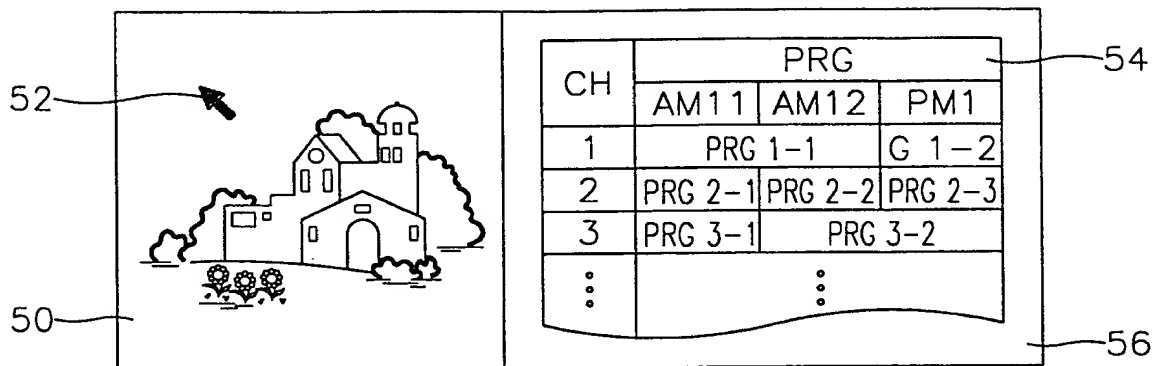 PRG
54
CH
52
AM11 AM12 PM1
1 PRG 1-1 G 1-2
2 PRG 2-1 PRG 2-2 PRG 2-3
3 PRG 3-1 PRG 3-2
50
56